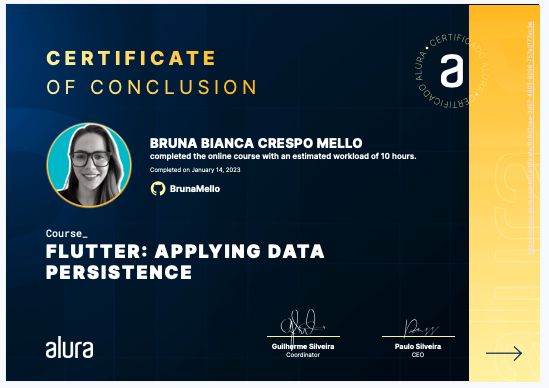 CERTIFICATE
OF CONCLUSION
CERTIFICADO ALURA • CERTIFICADO ALURA •
a
BRUNA BIANCA CRESPO MELLO
completed the online course with an estimated workload of 10 hours.
Completed on January 14, 2023
BrunaMello
Course_
FLUTTER: APPLYING DATA
PERSISTENCE
Guilherme Silveira
Coordinator
Paulo Silveira
CEO
alura
alura